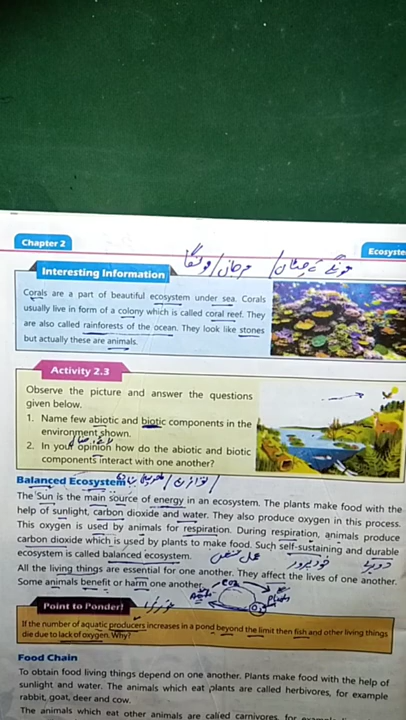 Chapter 2
Interesting Information
Corals are a part of beautiful ecosystem under sea. Corals
usually live in form of a colony which is called coral reef. They
are also called rainforests of the ocean. They look like stones
but actually these are animals.
Activity 2.3
Observe the picture and answer the questions
given below.
1. Name few abiotic and biotic components in the
environment shown.
2. In your opinion how do the abiotic and biotic
components interact with one another?
Balanced Ecosystem
The Sun is the main source of energy in an ecosystem. The plants make food with the
help of sunlight, carbon dioxide and water. They also produce oxygen in this process.
This oxygen is used by animals for respiration. During respiration, animals produce
carbon dioxide which is used by plants to make food. Such self-sustaining and durable
ecosystem is called balanced ecosystem.
All the living things are essential for one another. They affect the lives of one another.
Some animals benefit or harm one another.
CO2
Plants
O2
Point to Ponder!
If the number of aquatic producers increases in a pond beyond the limit then fish and other living things
die due to lack of oxygen. Why?
Food Chain
To obtain food living things depend on one another. Plants make food with the help of
sunlight and water. The animals which eat plants are called herbivores, for example
rabbit, goat, deer and cow.
The animals which eat other animals are called carnivores, for